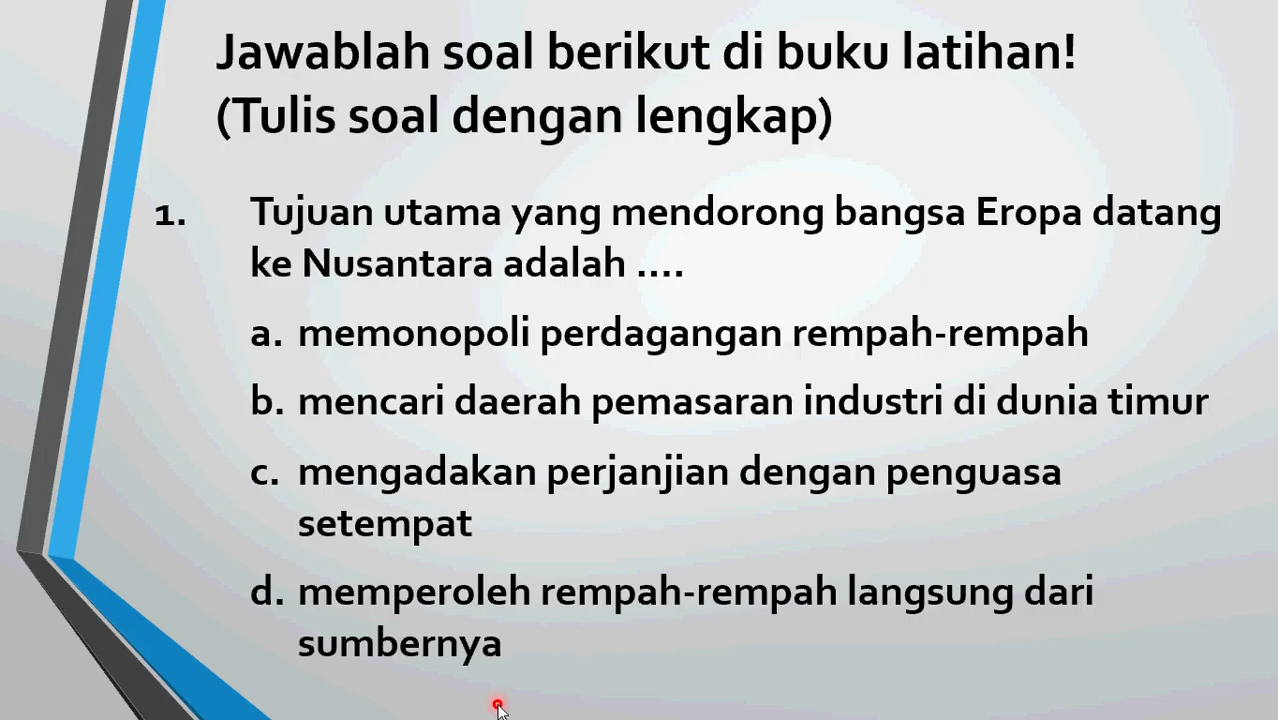 Jawablah soal berikut di buku latihan!
(Tulis soal dengan lengkap)
1. Tujuan utama yang mendorong bangsa Eropa datang
ke Nusantara adalah ....
a. memonopoli perdagangan rempah-rempah
b. mencari daerah pemasaran industri di dunia timur
c. mengadakan perjanjian dengan penguasa
setempat
d. memperoleh rempah-rempah langsung dari
sumbernya